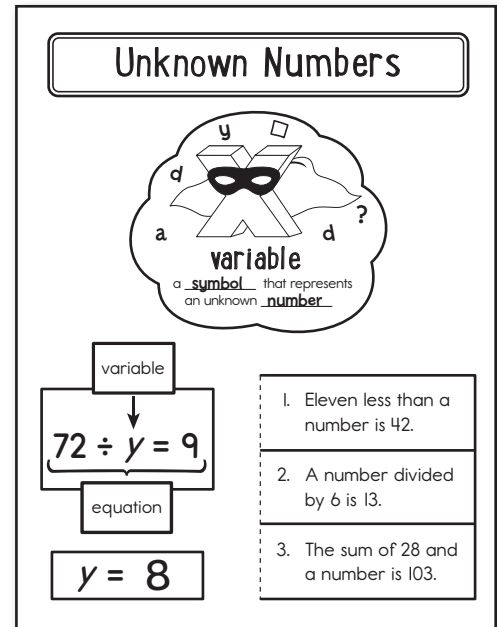 Unknown Numbers
y □
d
X
?
a
d
variable
a symbol that represents
an unknown number
variable
72 ÷ y = 9
equation
y = 8
1. Eleven less than a
number is 42.
2. A number divided
by 6 is 13.
3. The sum of 28 and
a number is 103.